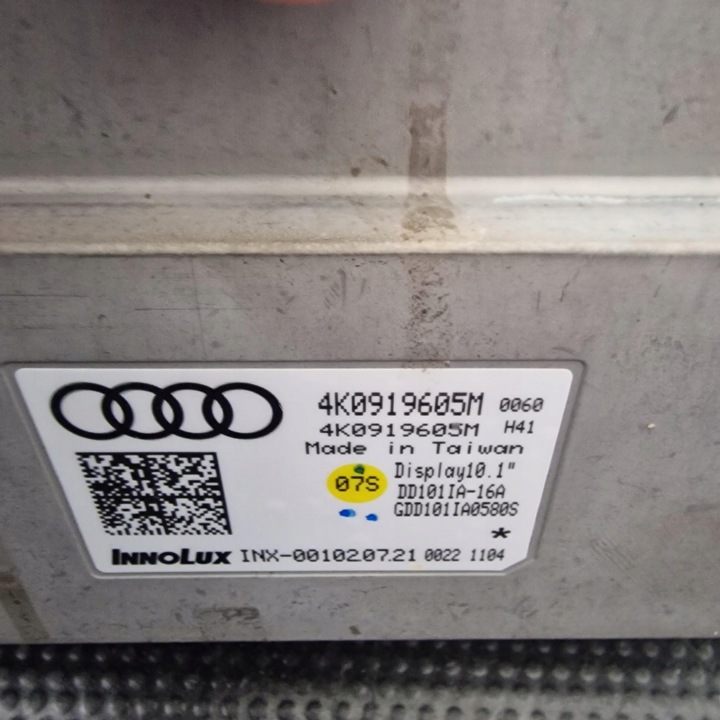 4K0919605M 0060
4K0919605M H41
Made in Taiwan
07S
Display10.1"
DD101IA-16A
GDD101IA0580S
*
INNOLUX INX-00102.07.21 0022 1104